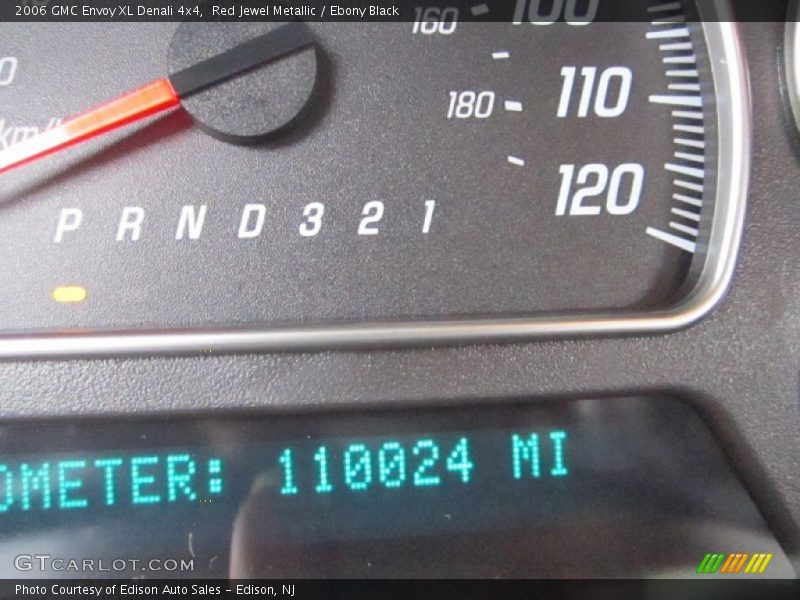 2006 GMC Envoy XL Denali 4x4, Red Jewel Metallic / Ebony Black
160
110
180
120
P R N D 3 2 1
OMETER: 110024 MI
GTCARLOT.COM
Photo Courtesy of Edison Auto Sales - Edison, NJ